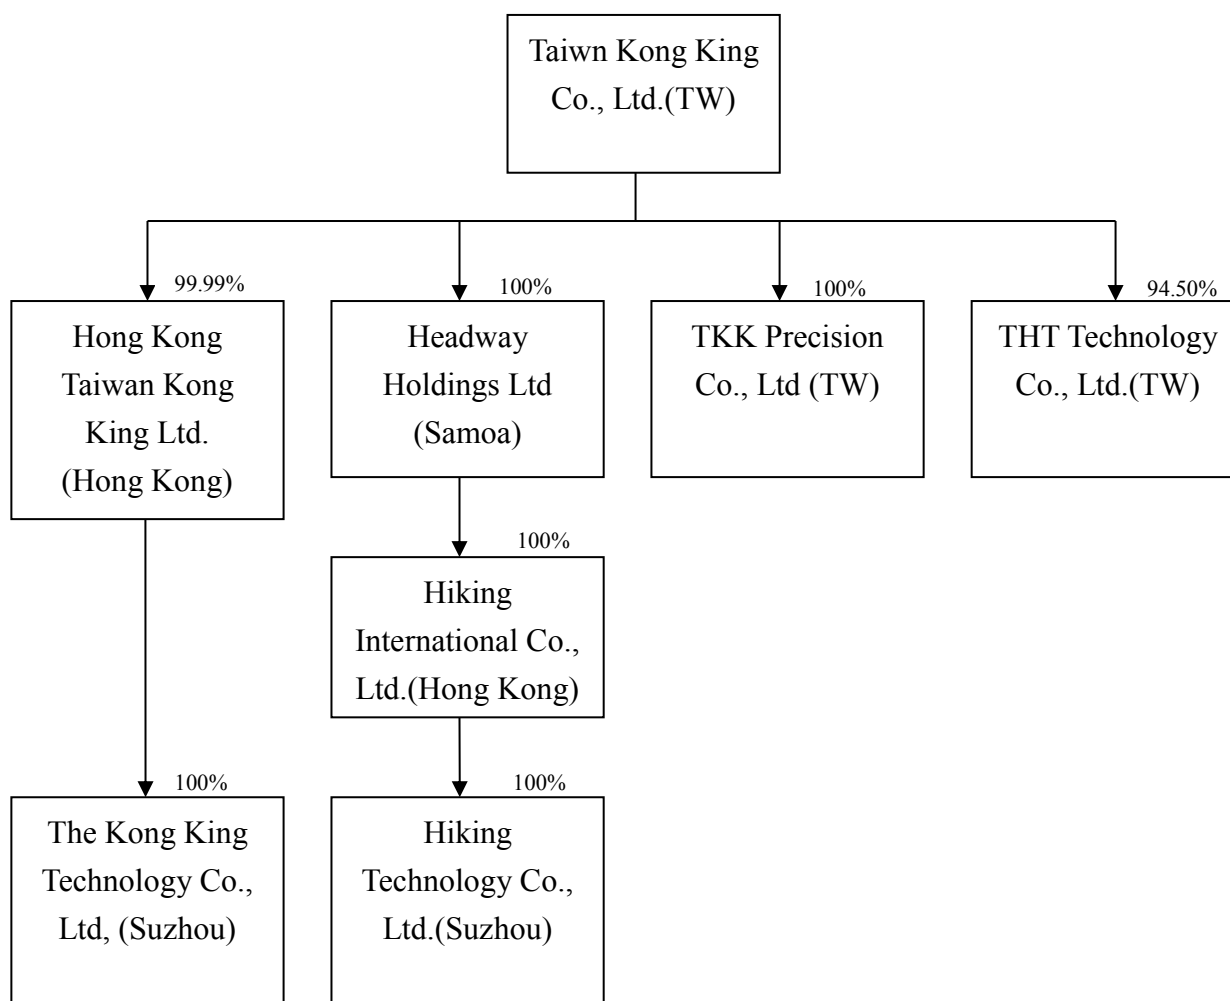 Taiwn Kong King
Co., Ltd.(TW)
99.99%
100%
100%
94.50%
Hong Kong
Taiwan Kong
King Ltd.
(Hong Kong)
Headway
Holdings Ltd
(Samoa)
TKK Precision
Co., Ltd (TW)
THT Technology
Co., Ltd.(TW)
100%
Hiking
International Co.,
Ltd.(Hong Kong)
100%
100%
The Kong King
Technology Co.,
Ltd, (Suzhou)
Hiking
Technology Co.,
Ltd.(Suzhou)